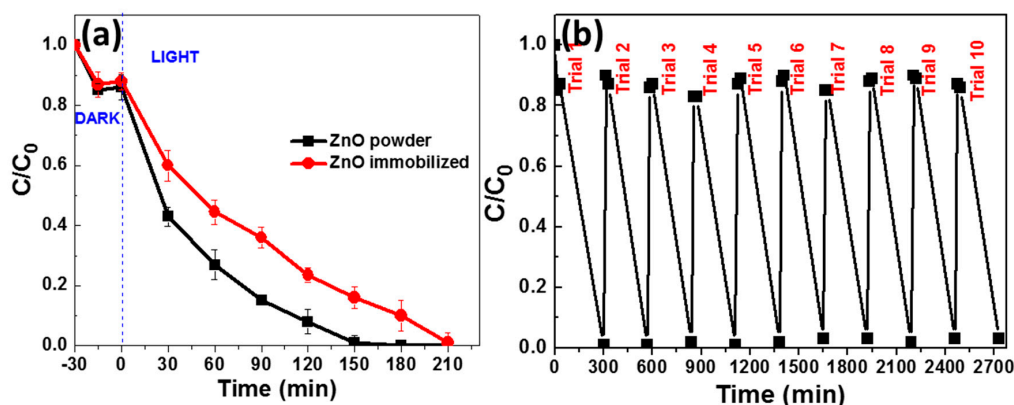 (a)
LIGHT
DARK
ZnO powder
ZnO immobilized
C/C0
1.0
0.8
0.6
0.4
0.2
0.0
-30 0 30 60 90 120 150 180 210
Time (min)
(b)
Trial 1
Trial 2
Trial 3
Trial 4
Trial 5
Trial 6
Trial 7
Trial 8
Trial 9
Trial 10
C/C0
1.0
0.8
0.6
0.4
0.2
0.0
0 300 600 900 1200 1500 1800 2100 2400 2700
Time (min)